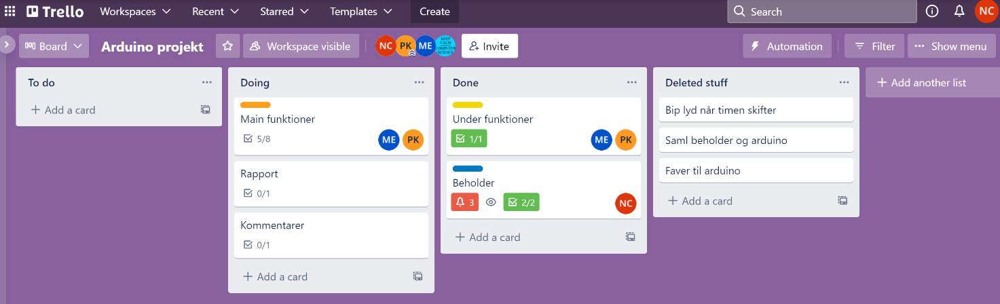 Trello Workspaces Recent Starred Templates Create Search NC
Board Arduino projekt Workspace visible NC PK ME KEEP CALM COMPUTER SCIENCE Invite Automation Filter Show menu
To do
Add a card
Doing
Main funktioner
5/8 ME PK
Rapport
0/1
Kommentarer
0/1
Add a card
Done
Under funktioner
1/1 ME PK
Beholder
3 2/2 NC
Add a card
Deleted stuff
Bip lyd når timen skifter
Saml beholder og arduino
Faver til arduino
Add a card
Add another list